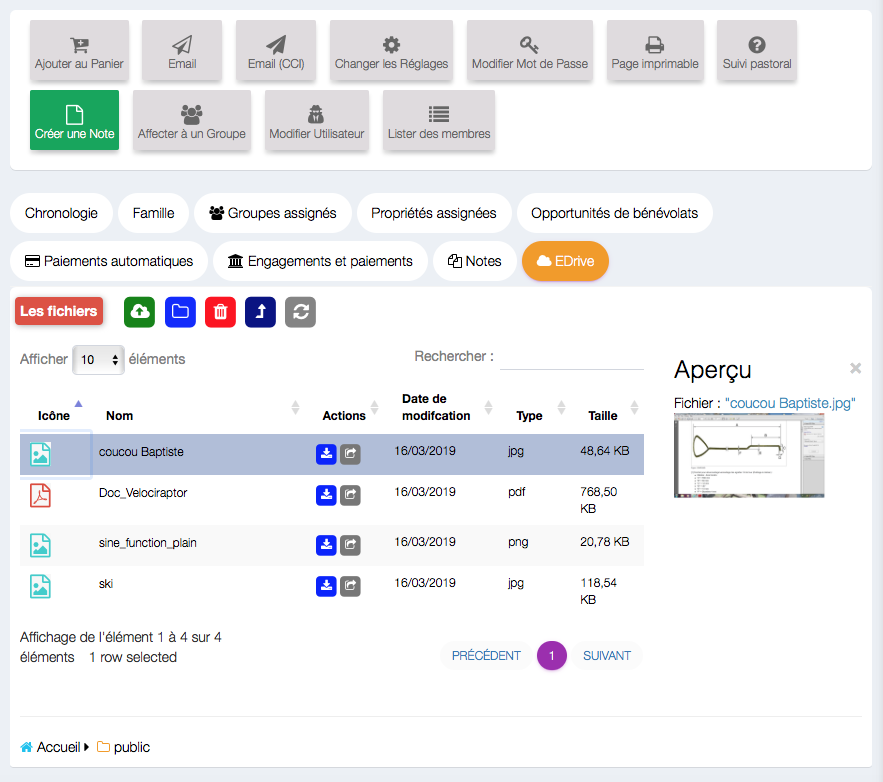 Ajouter au Panier
Email
Email (CCI)
Changer les Réglages
Modifier Mot de Passe
Page imprimable
Suivi pastoral
Créer une Note
Affecter à un Groupe
Modifier Utilisateur
Lister des membres
Chronologie
Famille
Groupes assignés
Propriétés assignées
Opportunités de bénévolats
Paiements automatiques
Engagements et paiements
Notes
EDrive
Les fichiers
Afficher 10 éléments
Rechercher :
Icône Nom Actions Date de modifcation Type Taille
coucou Baptiste 16/03/2019 jpg 48,64 KB
Doc_Velociraptor 16/03/2019 pdf 768,50
KB
sine_function_plain 16/03/2019 png 20,78 KB
ski 16/03/2019 jpg 118,54
KB
Affichage de l'élément 1 à 4 sur 4
éléments 1 row selected
PRÉCÉDENT 1 SUIVANT
Aperçu ×
Fichier : "coucou Baptiste.jpg"
Accueil public